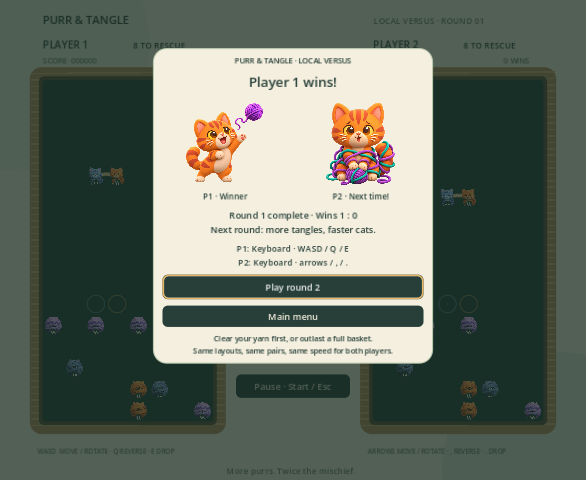 PURR & TANGLE
LOCAL VERSUS · ROUND 01
PLAYER 1
8 TO RESCUE
PLAYER 2
8 TO RESCUE
SCORE 000000
0 WINS
PURR & TANGLE · LOCAL VERSUS
Player 1 wins!
P1 · Winner
P2 · Next time!
Round 1 complete · Wins 1 : 0
Next round: more tangles, faster cats.
P1: Keyboard · WASD / Q / E
P2: Keyboard · arrows / , / .
Play round 2
Main menu
Clear your yarn first, or outlast a full basket.
Same layouts, same pairs, same speed for both players.
Pause · Start / Esc
WASD MOVE / ROTATE · Q REVERSE · E DROP
ARROWS MOVE / ROTATE · , REVERSE · . DROP
More purrs. Twice the mischief.